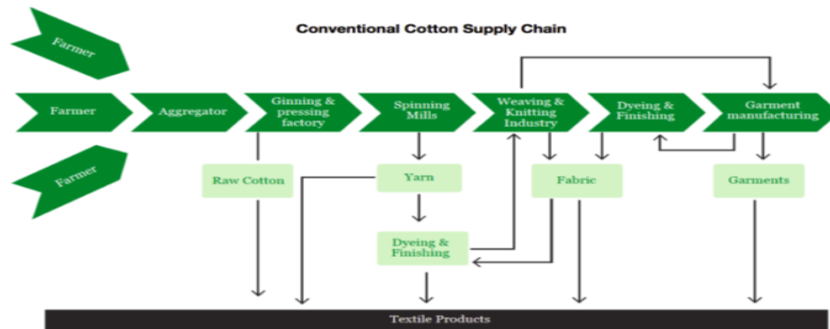 Conventional Cotton Supply Chain
Farmer
Farmer
Aggregator
Ginning &
pressing
factory
Spinning
Mills
Weaving &
Knitting
Industry
Dyeing &
Finishing
Garment
manufacturing
Farmer
Raw Cotton
Yarn
Fabric
Garments
Dyeing &
Finishing
Textile Products